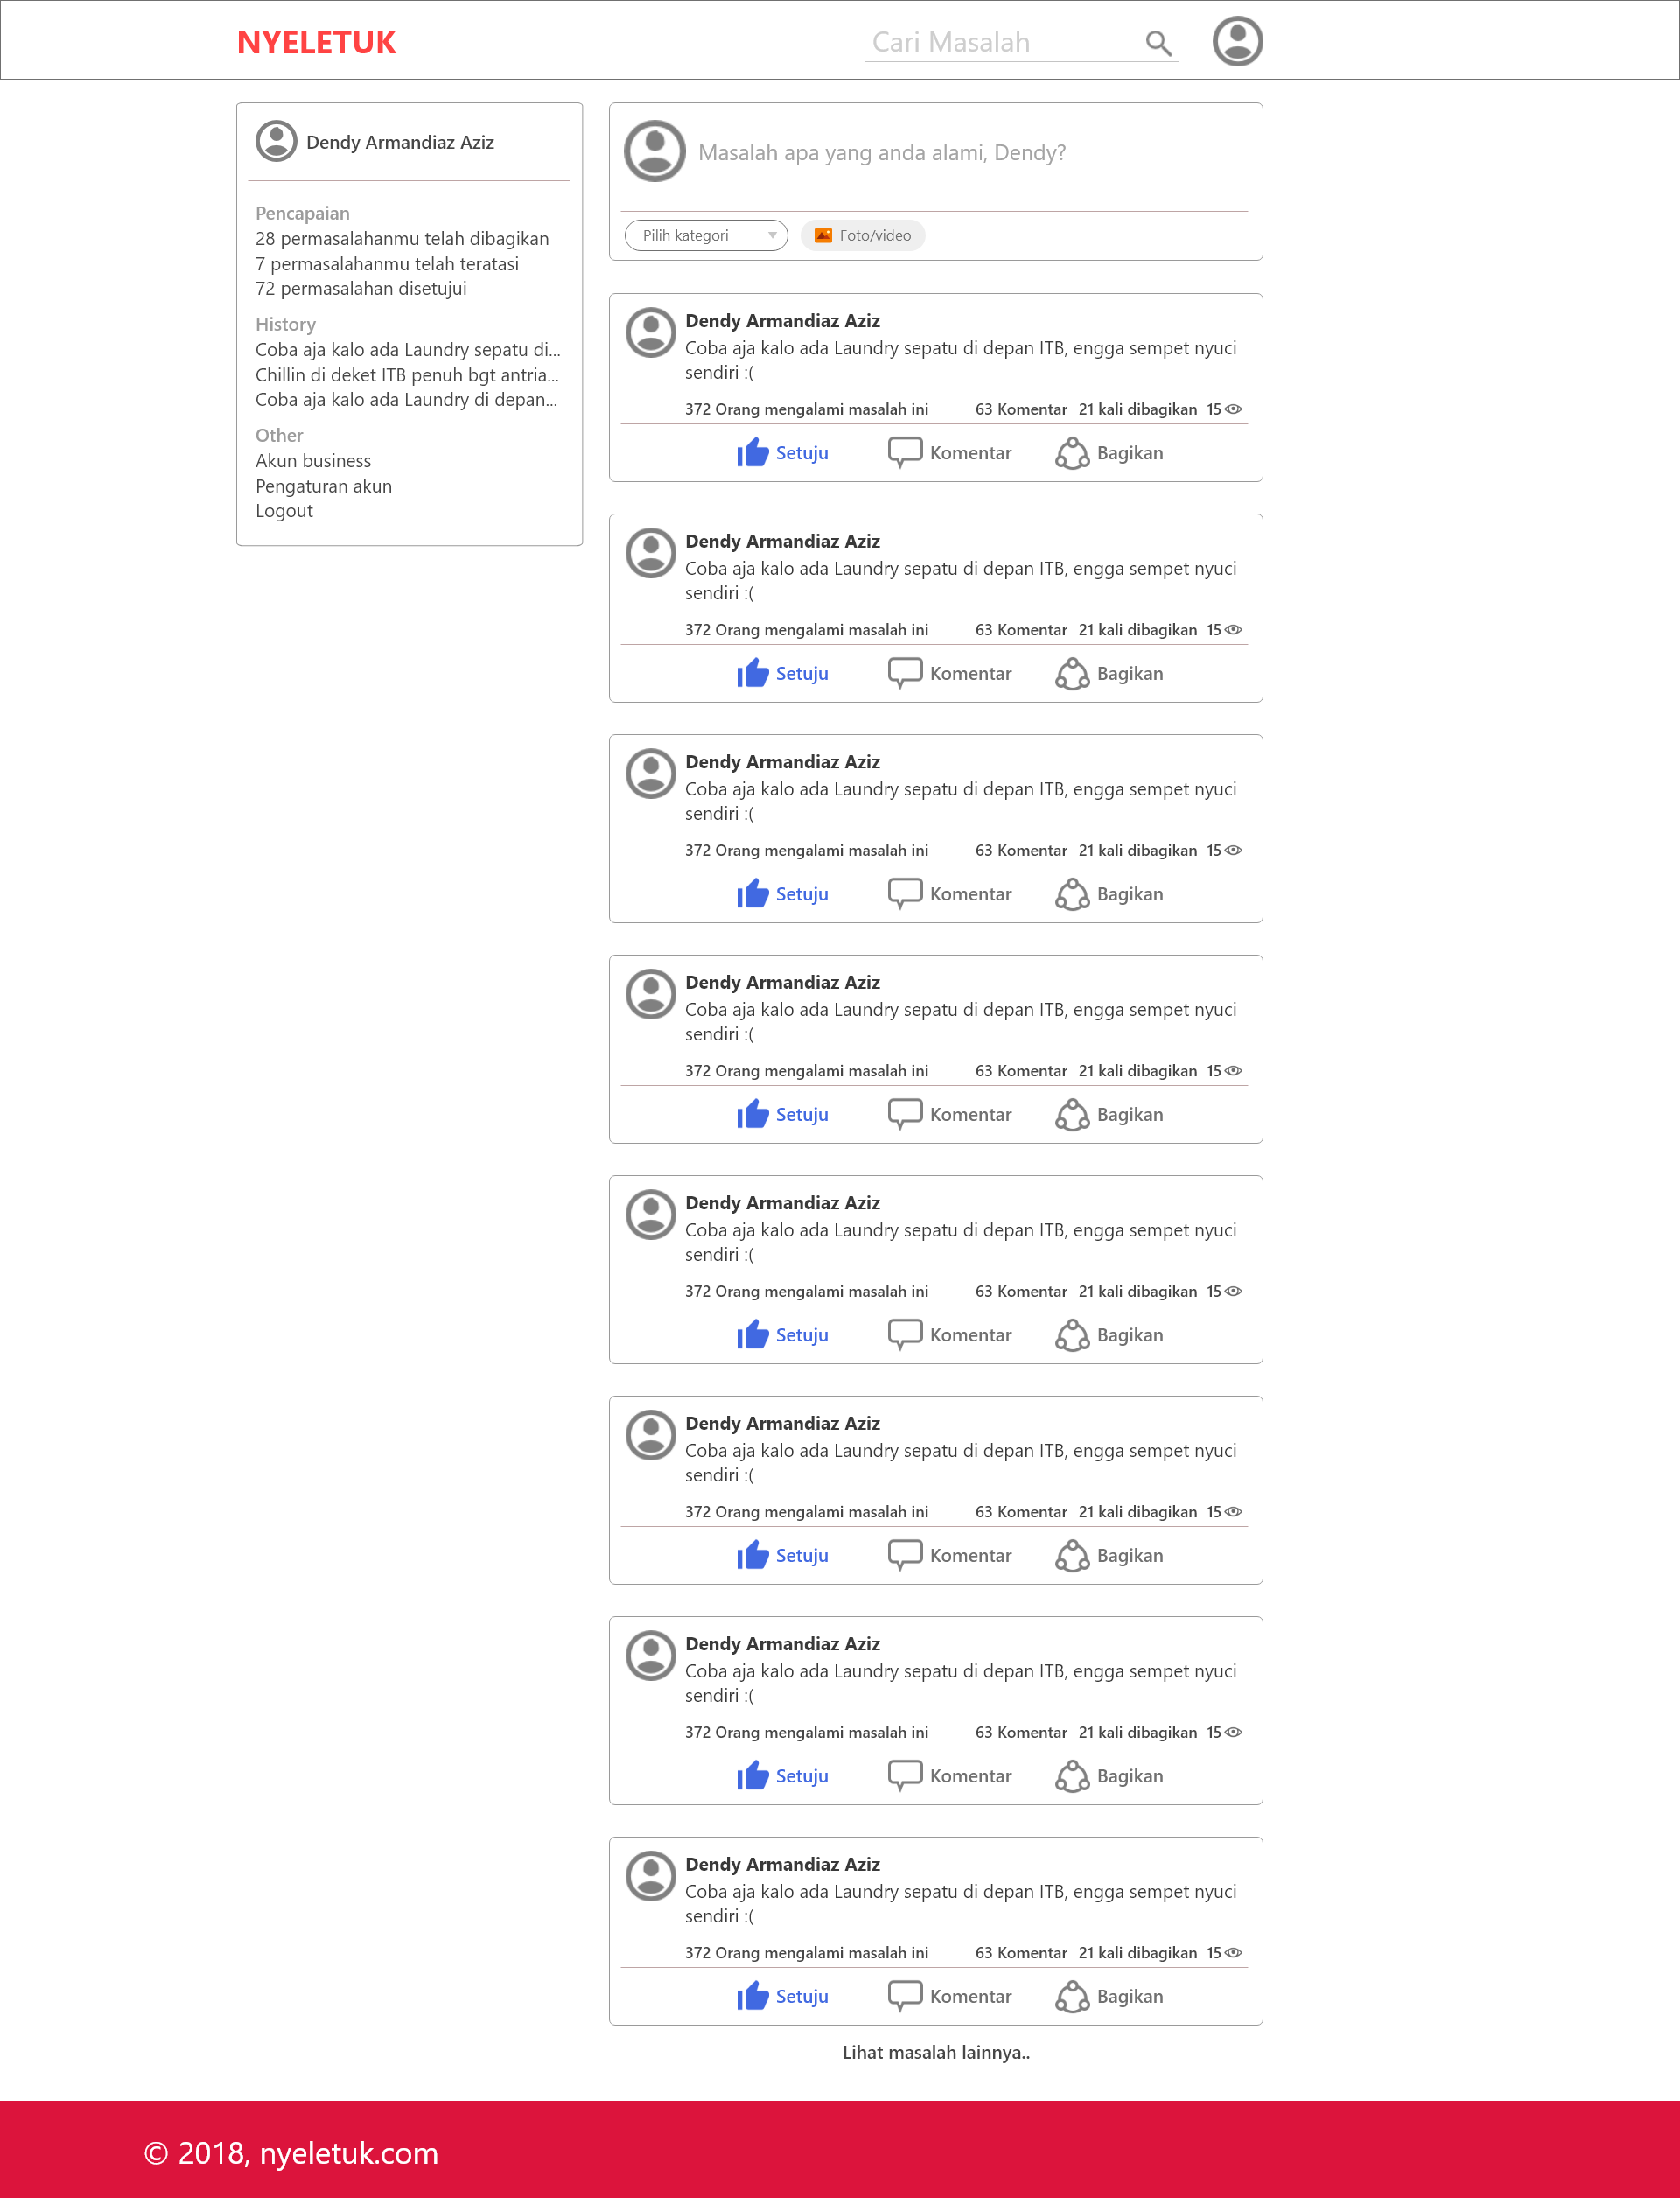 NYELETUK
Cari Masalah
Dendy Armandiaz Aziz
Pencapaian
28 permasalahanmu telah dibagikan
7 permasalahanmu telah teratasi
72 permasalahan disetujui
History
Coba aja kalo ada Laundry sepatu di...
Chillin di deket ITB penuh bgt antria...
Coba aja kalo ada Laundry di depan...
Other
Akun business
Pengaturan akun
Logout
Masalah apa yang anda alami, Dendy?
Pilih kategori
Foto/video
Dendy Armandiaz Aziz
Coba aja kalo ada Laundry sepatu di depan ITB, engga sempet nyuci
sendiri :(
372 Orang mengalami masalah ini 63 Komentar 21 kali dibagikan 15
Setuju Komentar Bagikan
Dendy Armandiaz Aziz
Coba aja kalo ada Laundry sepatu di depan ITB, engga sempet nyuci
sendiri :(
372 Orang mengalami masalah ini 63 Komentar 21 kali dibagikan 15
Setuju Komentar Bagikan
Dendy Armandiaz Aziz
Coba aja kalo ada Laundry sepatu di depan ITB, engga sempet nyuci
sendiri :(
372 Orang mengalami masalah ini 63 Komentar 21 kali dibagikan 15
Setuju Komentar Bagikan
Dendy Armandiaz Aziz
Coba aja kalo ada Laundry sepatu di depan ITB, engga sempet nyuci
sendiri :(
372 Orang mengalami masalah ini 63 Komentar 21 kali dibagikan 15
Setuju Komentar Bagikan
Dendy Armandiaz Aziz
Coba aja kalo ada Laundry sepatu di depan ITB, engga sempet nyuci
sendiri :(
372 Orang mengalami masalah ini 63 Komentar 21 kali dibagikan 15
Setuju Komentar Bagikan
Dendy Armandiaz Aziz
Coba aja kalo ada Laundry sepatu di depan ITB, engga sempet nyuci
sendiri :(
372 Orang mengalami masalah ini 63 Komentar 21 kali dibagikan 15
Setuju Komentar Bagikan
Dendy Armandiaz Aziz
Coba aja kalo ada Laundry sepatu di depan ITB, engga sempet nyuci
sendiri :(
372 Orang mengalami masalah ini 63 Komentar 21 kali dibagikan 15
Setuju Komentar Bagikan
Dendy Armandiaz Aziz
Coba aja kalo ada Laundry sepatu di depan ITB, engga sempet nyuci
sendiri :(
372 Orang mengalami masalah ini 63 Komentar 21 kali dibagikan 15
Setuju Komentar Bagikan
Lihat masalah lainnya..
© 2018, nyeletuk.com